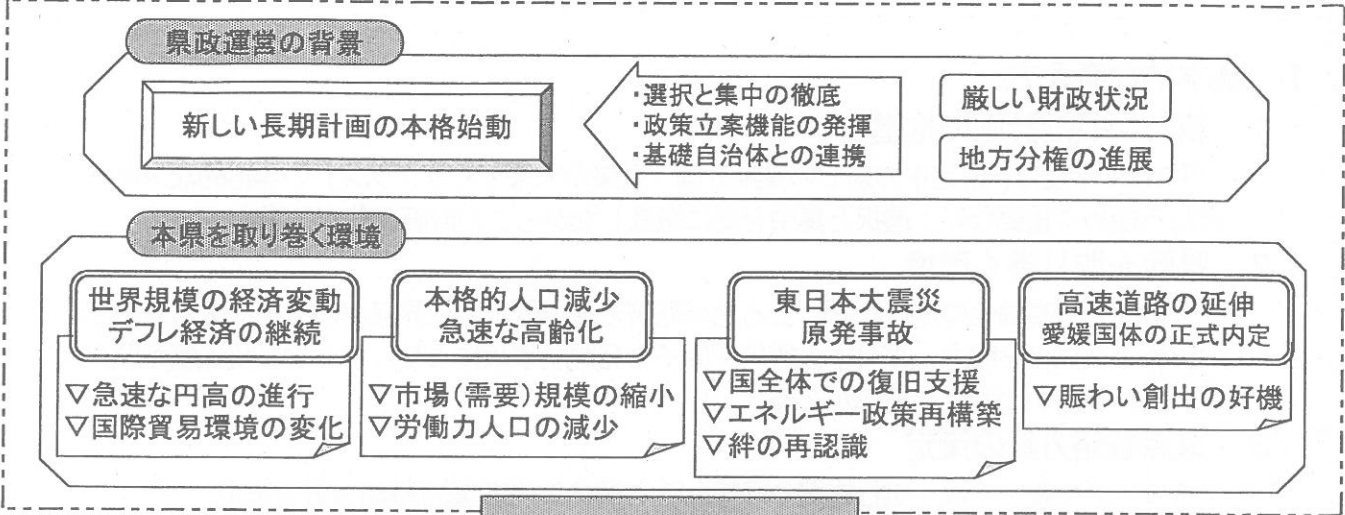 県政運営の背景
新しい長期計画の本格始動
・選択と集中の徹底
・政策立案機能の発揮
・基礎自治体との連携
厳しい財政状況
地方分権の進展
本県を取り巻く環境
世界規模の経済変動
デフレ経済の継続
▽急速な円高の進行
▽国際貿易環境の変化
本格的人口減少
急速な高齢化
▽市場(需要)規模の縮小
▽労働力人口の減少
東日本大震災
原発事故
▽国全体での復旧支援
▽エネルギー政策再構築
▽絆の再認識
高速道路の延伸
愛媛国体の正式内定
▽賑わい創出の好機